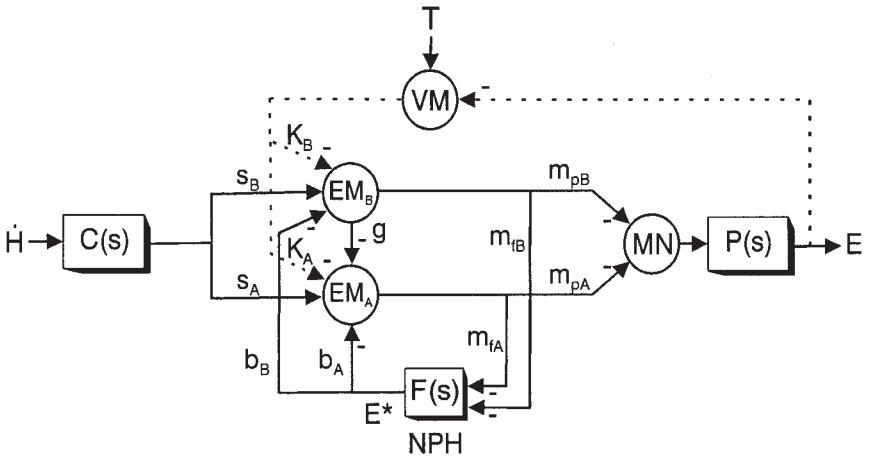 T
VM
-
K_B -
s_B
EM_B
m_pB
-
Ḣ
C(s)
-
- g
m_fB
MN
P(s)
E
K_A -
-
s_A
EM_A
m_pA
m_fA
b_B
b_A
-
F(s)
-
-
E*
NPH